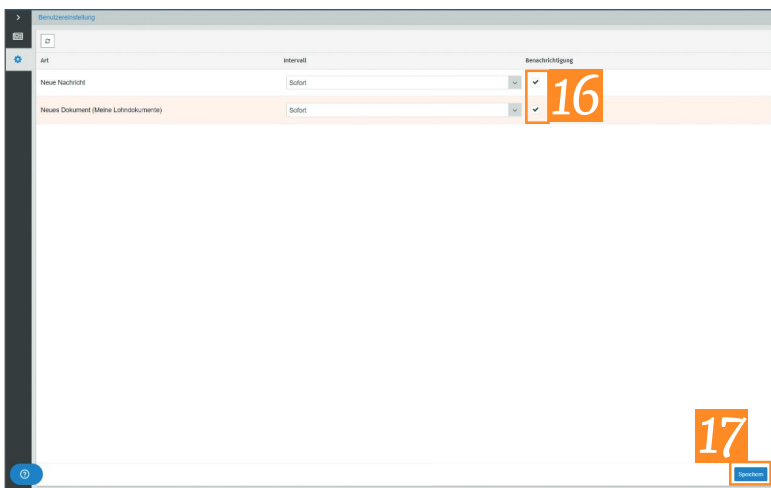 Benutzereinstellung
Art Intervall Benachrichtigung
Neue Nachricht Sofort
16
Neues Dokument (Meine Lohndokumente) Sofort
17
Speichern